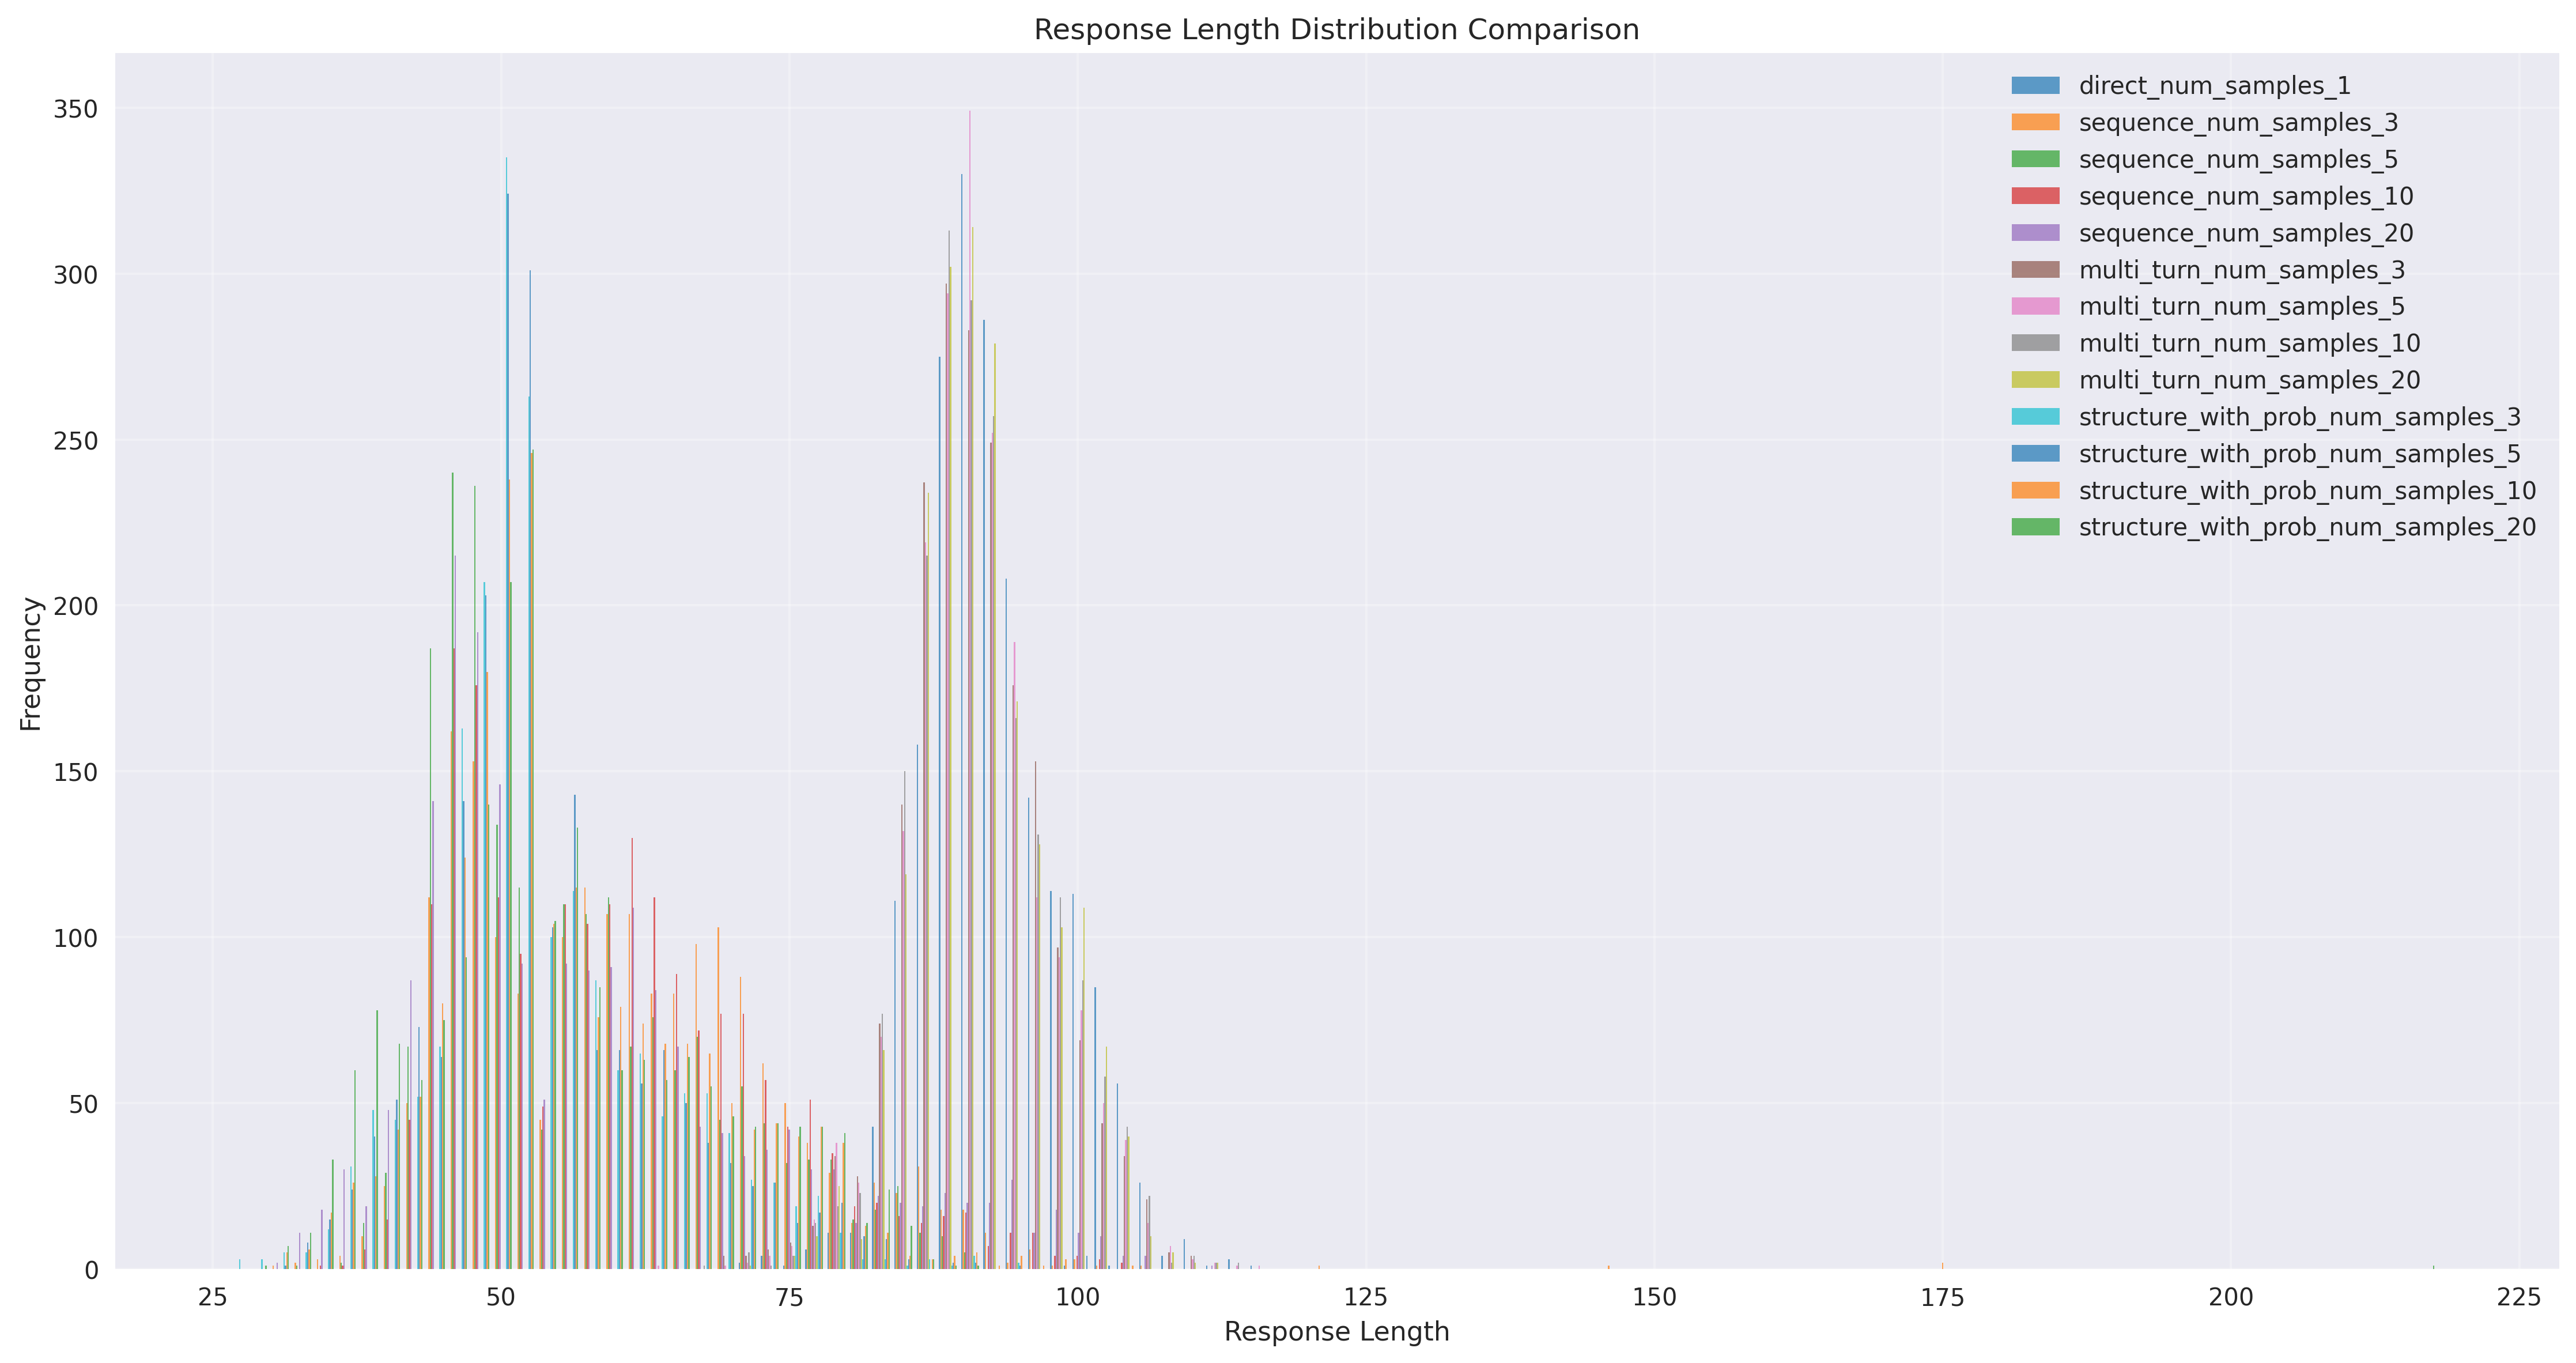 Response Length Distribution Comparison
direct_num_samples_1
sequence_num_samples_3
sequence_num_samples_5
sequence_num_samples_10
sequence_num_samples_20
multi_turn_num_samples_3
multi_turn_num_samples_5
multi_turn_num_samples_10
multi_turn_num_samples_20
structure_with_prob_num_samples_3
structure_with_prob_num_samples_5
structure_with_prob_num_samples_10
structure_with_prob_num_samples_20
Frequency
350
300
250
200
150
100
50
0
25 50 75 100 125 150 175 200 225
Response Length